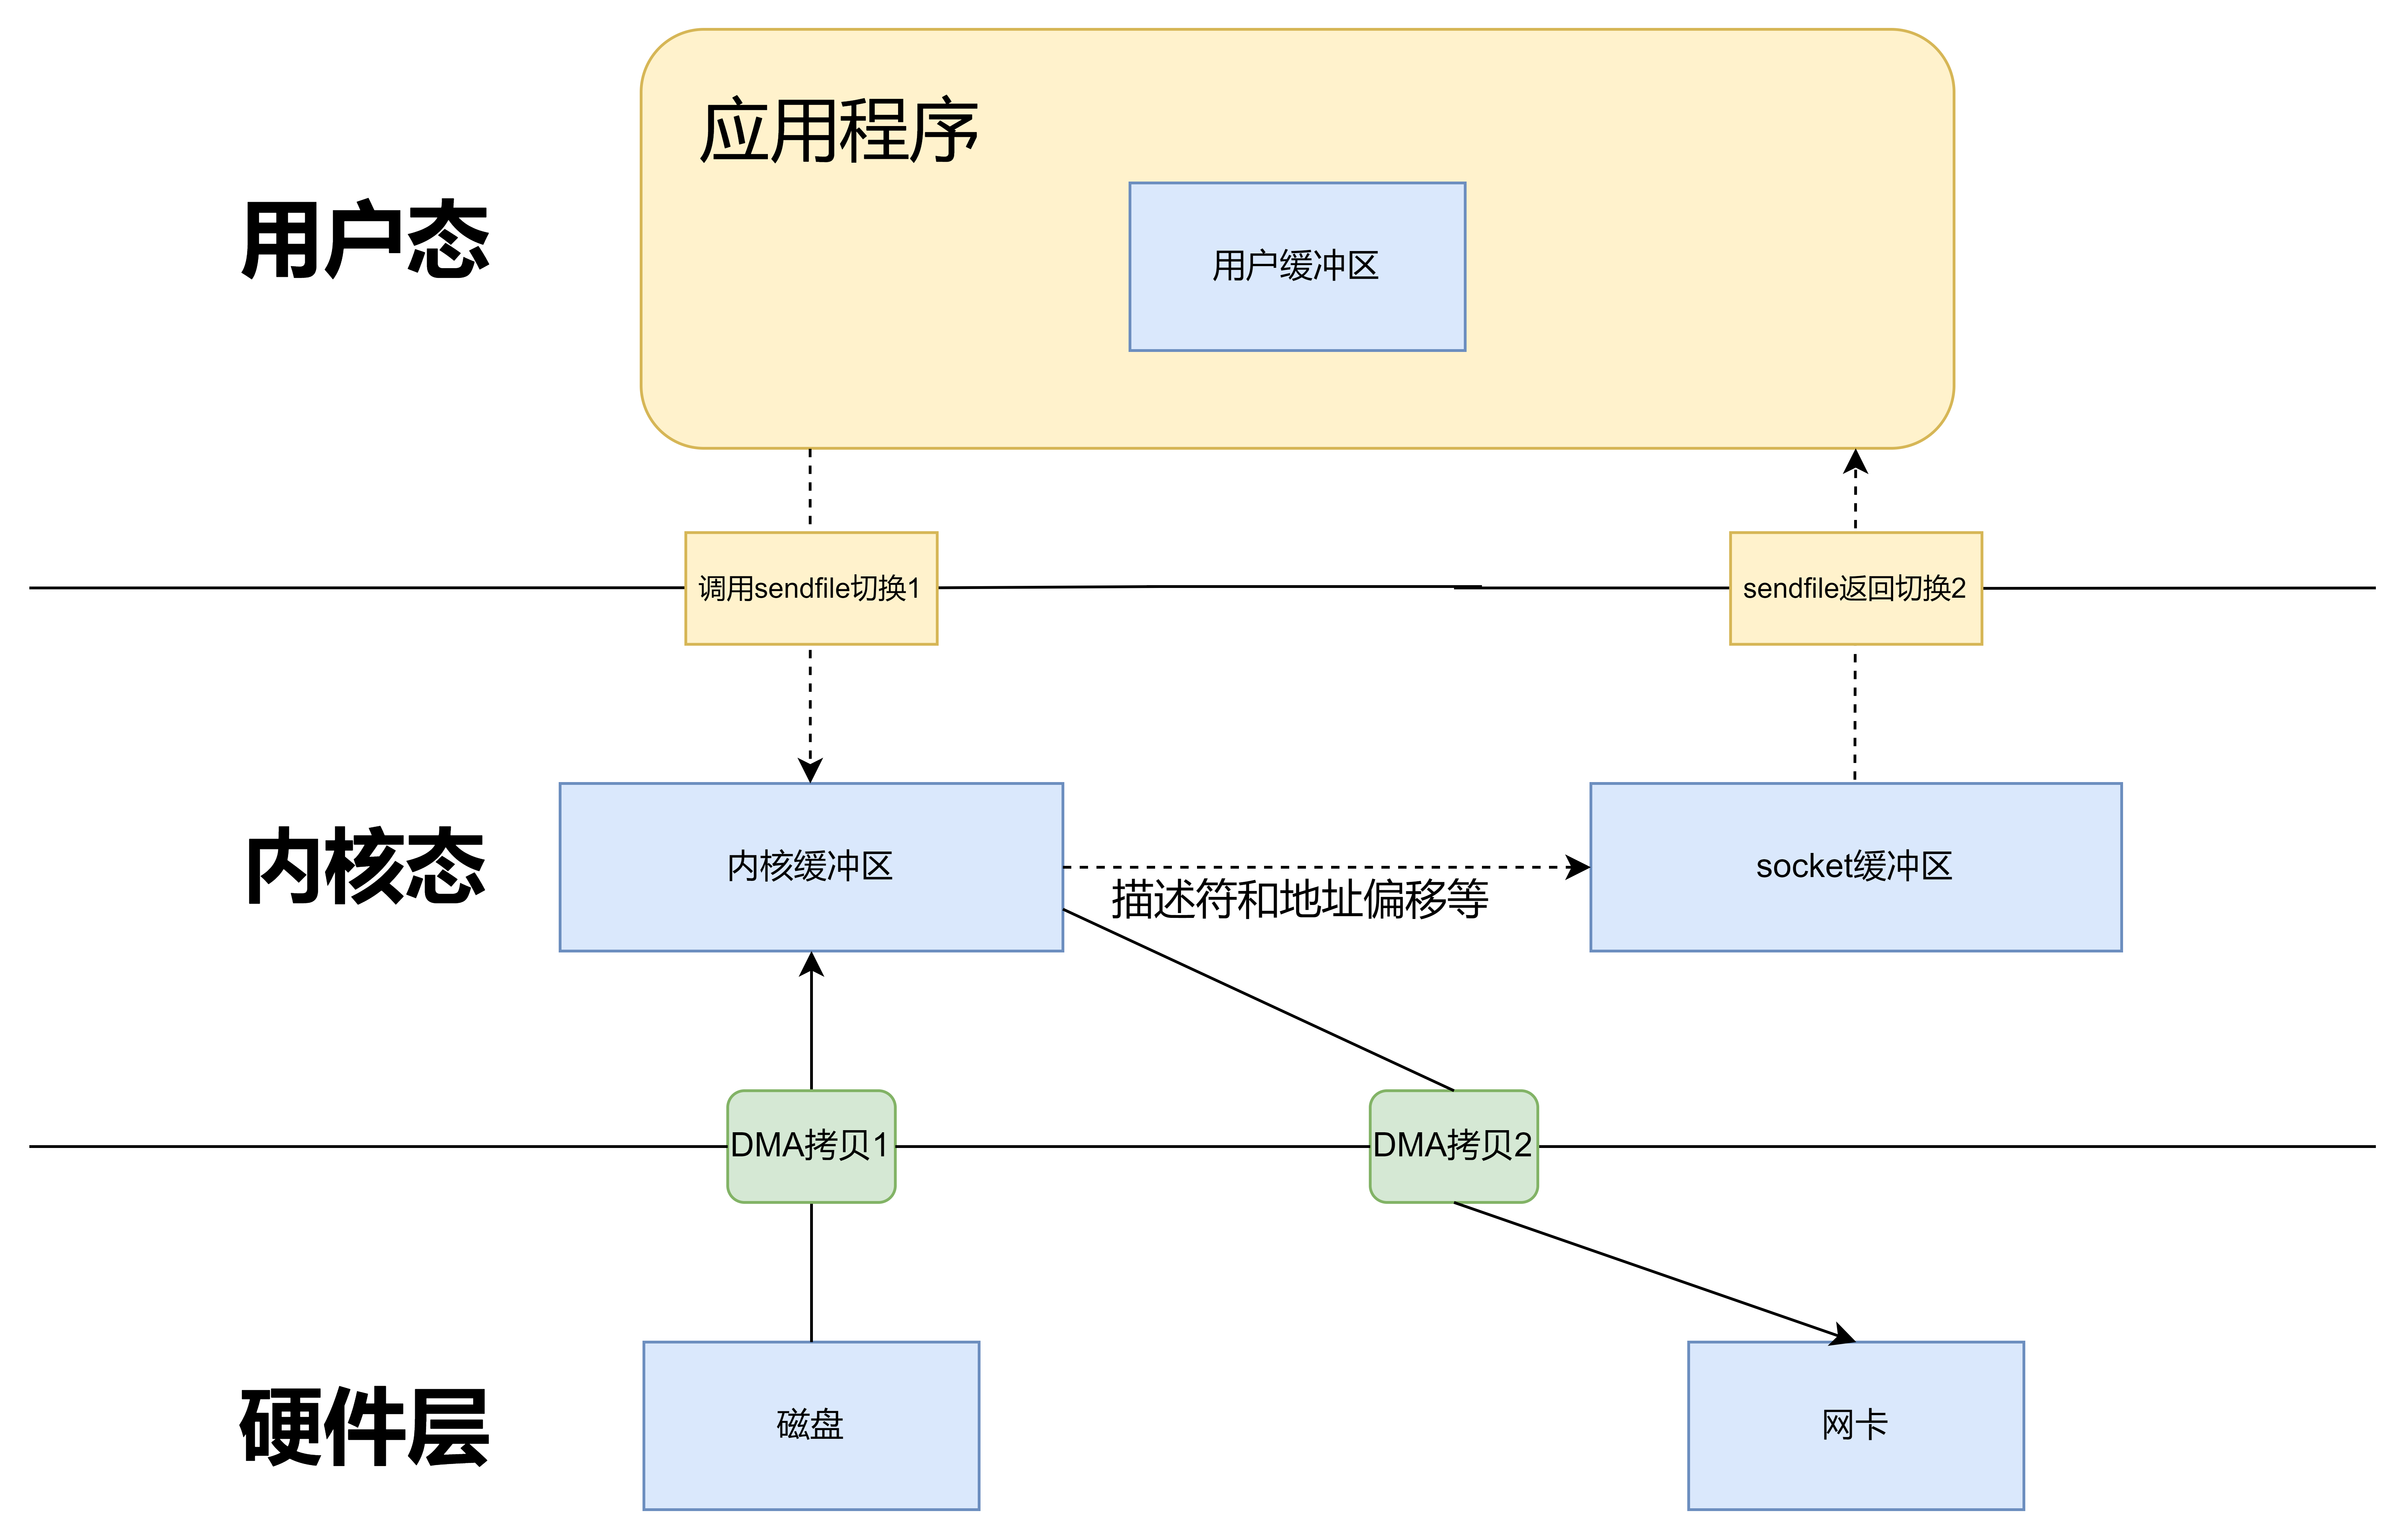 应用程序
用户态
用户缓冲区
调用sendfile切换1
sendfile返回切换2
内核态
内核缓冲区
描述符和地址偏移等
socket缓冲区
DMA拷贝1
DMA拷贝2
硬件层
磁盘
网卡